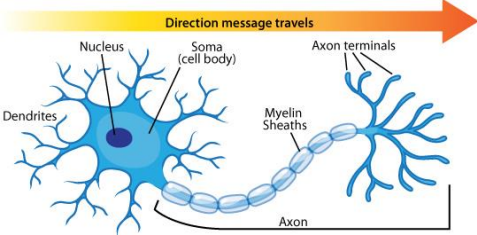 Direction message travels
Nucleus
Soma
(cell body)
Axon terminals
Dendrites
Myelin
Sheaths
Axon